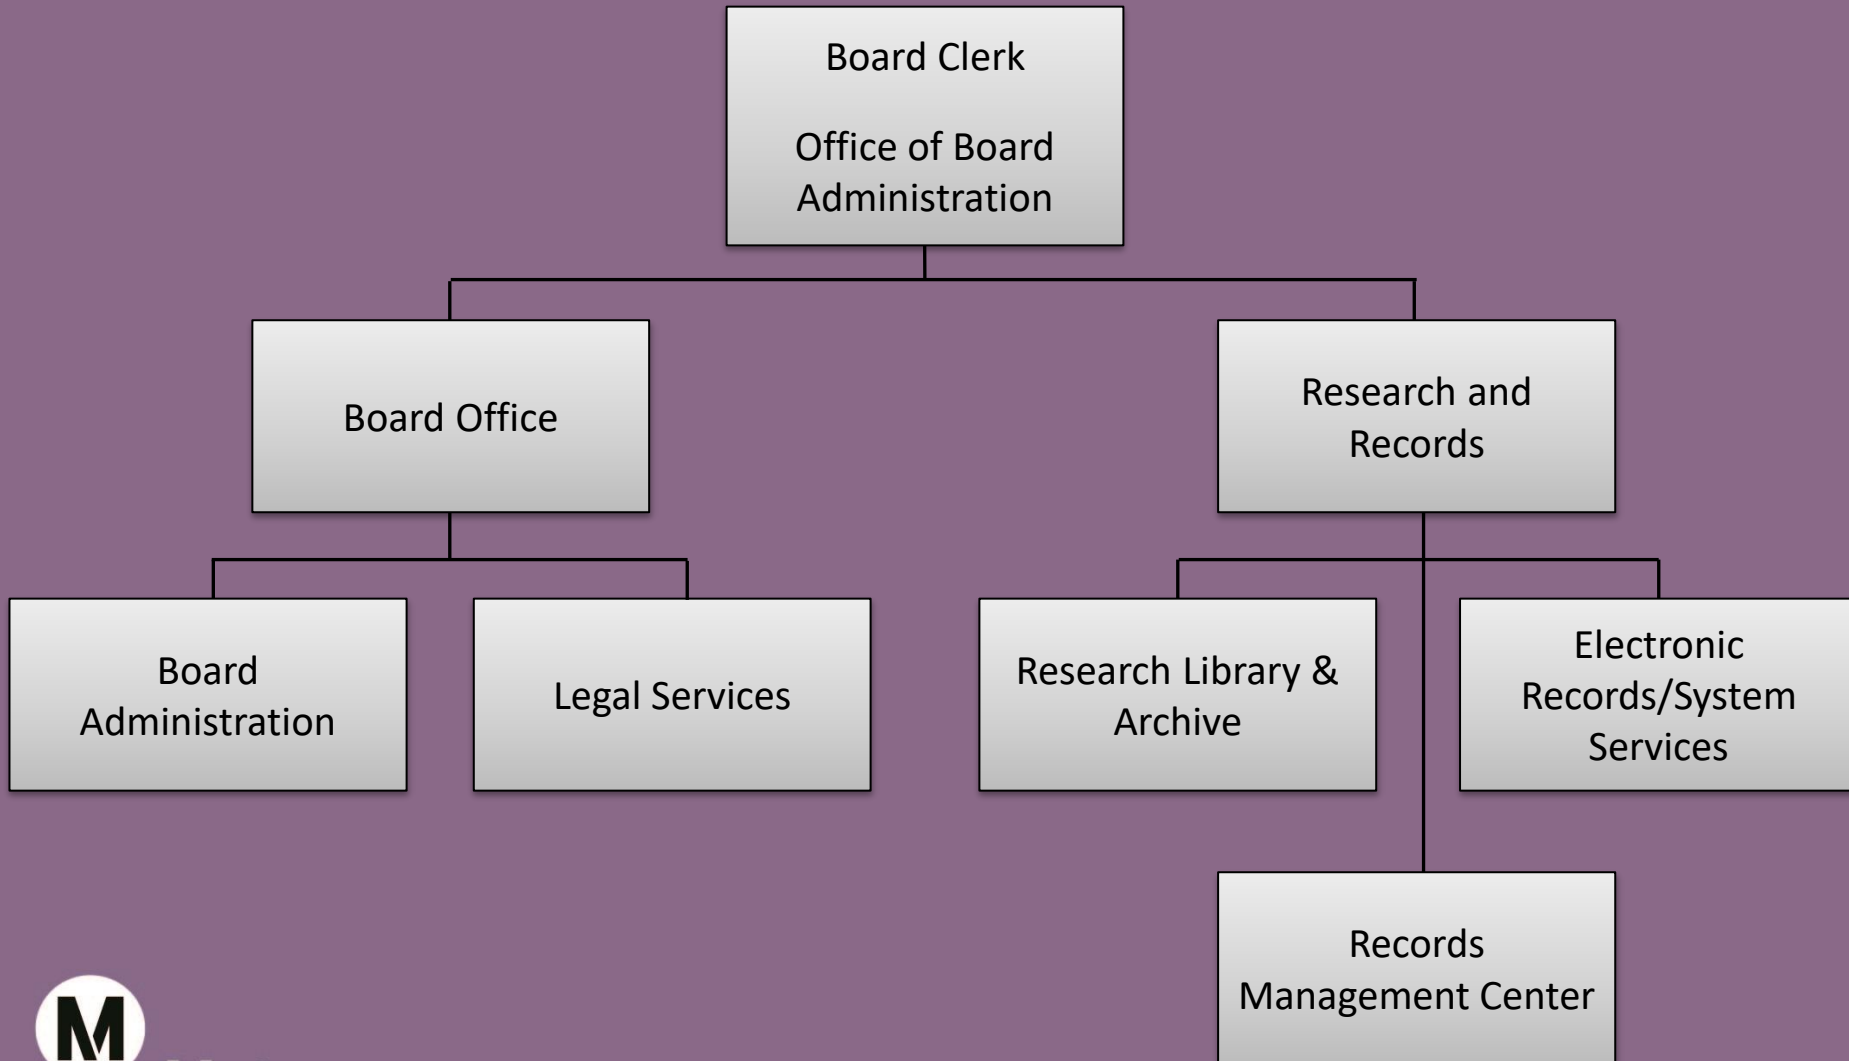 Board Clerk
Office of Board
Administration
Board Office
Research and
Records
Board
Administration
Legal Services
Research Library &
Archive
Electronic
Records/System
Services
Records
Management Center
M